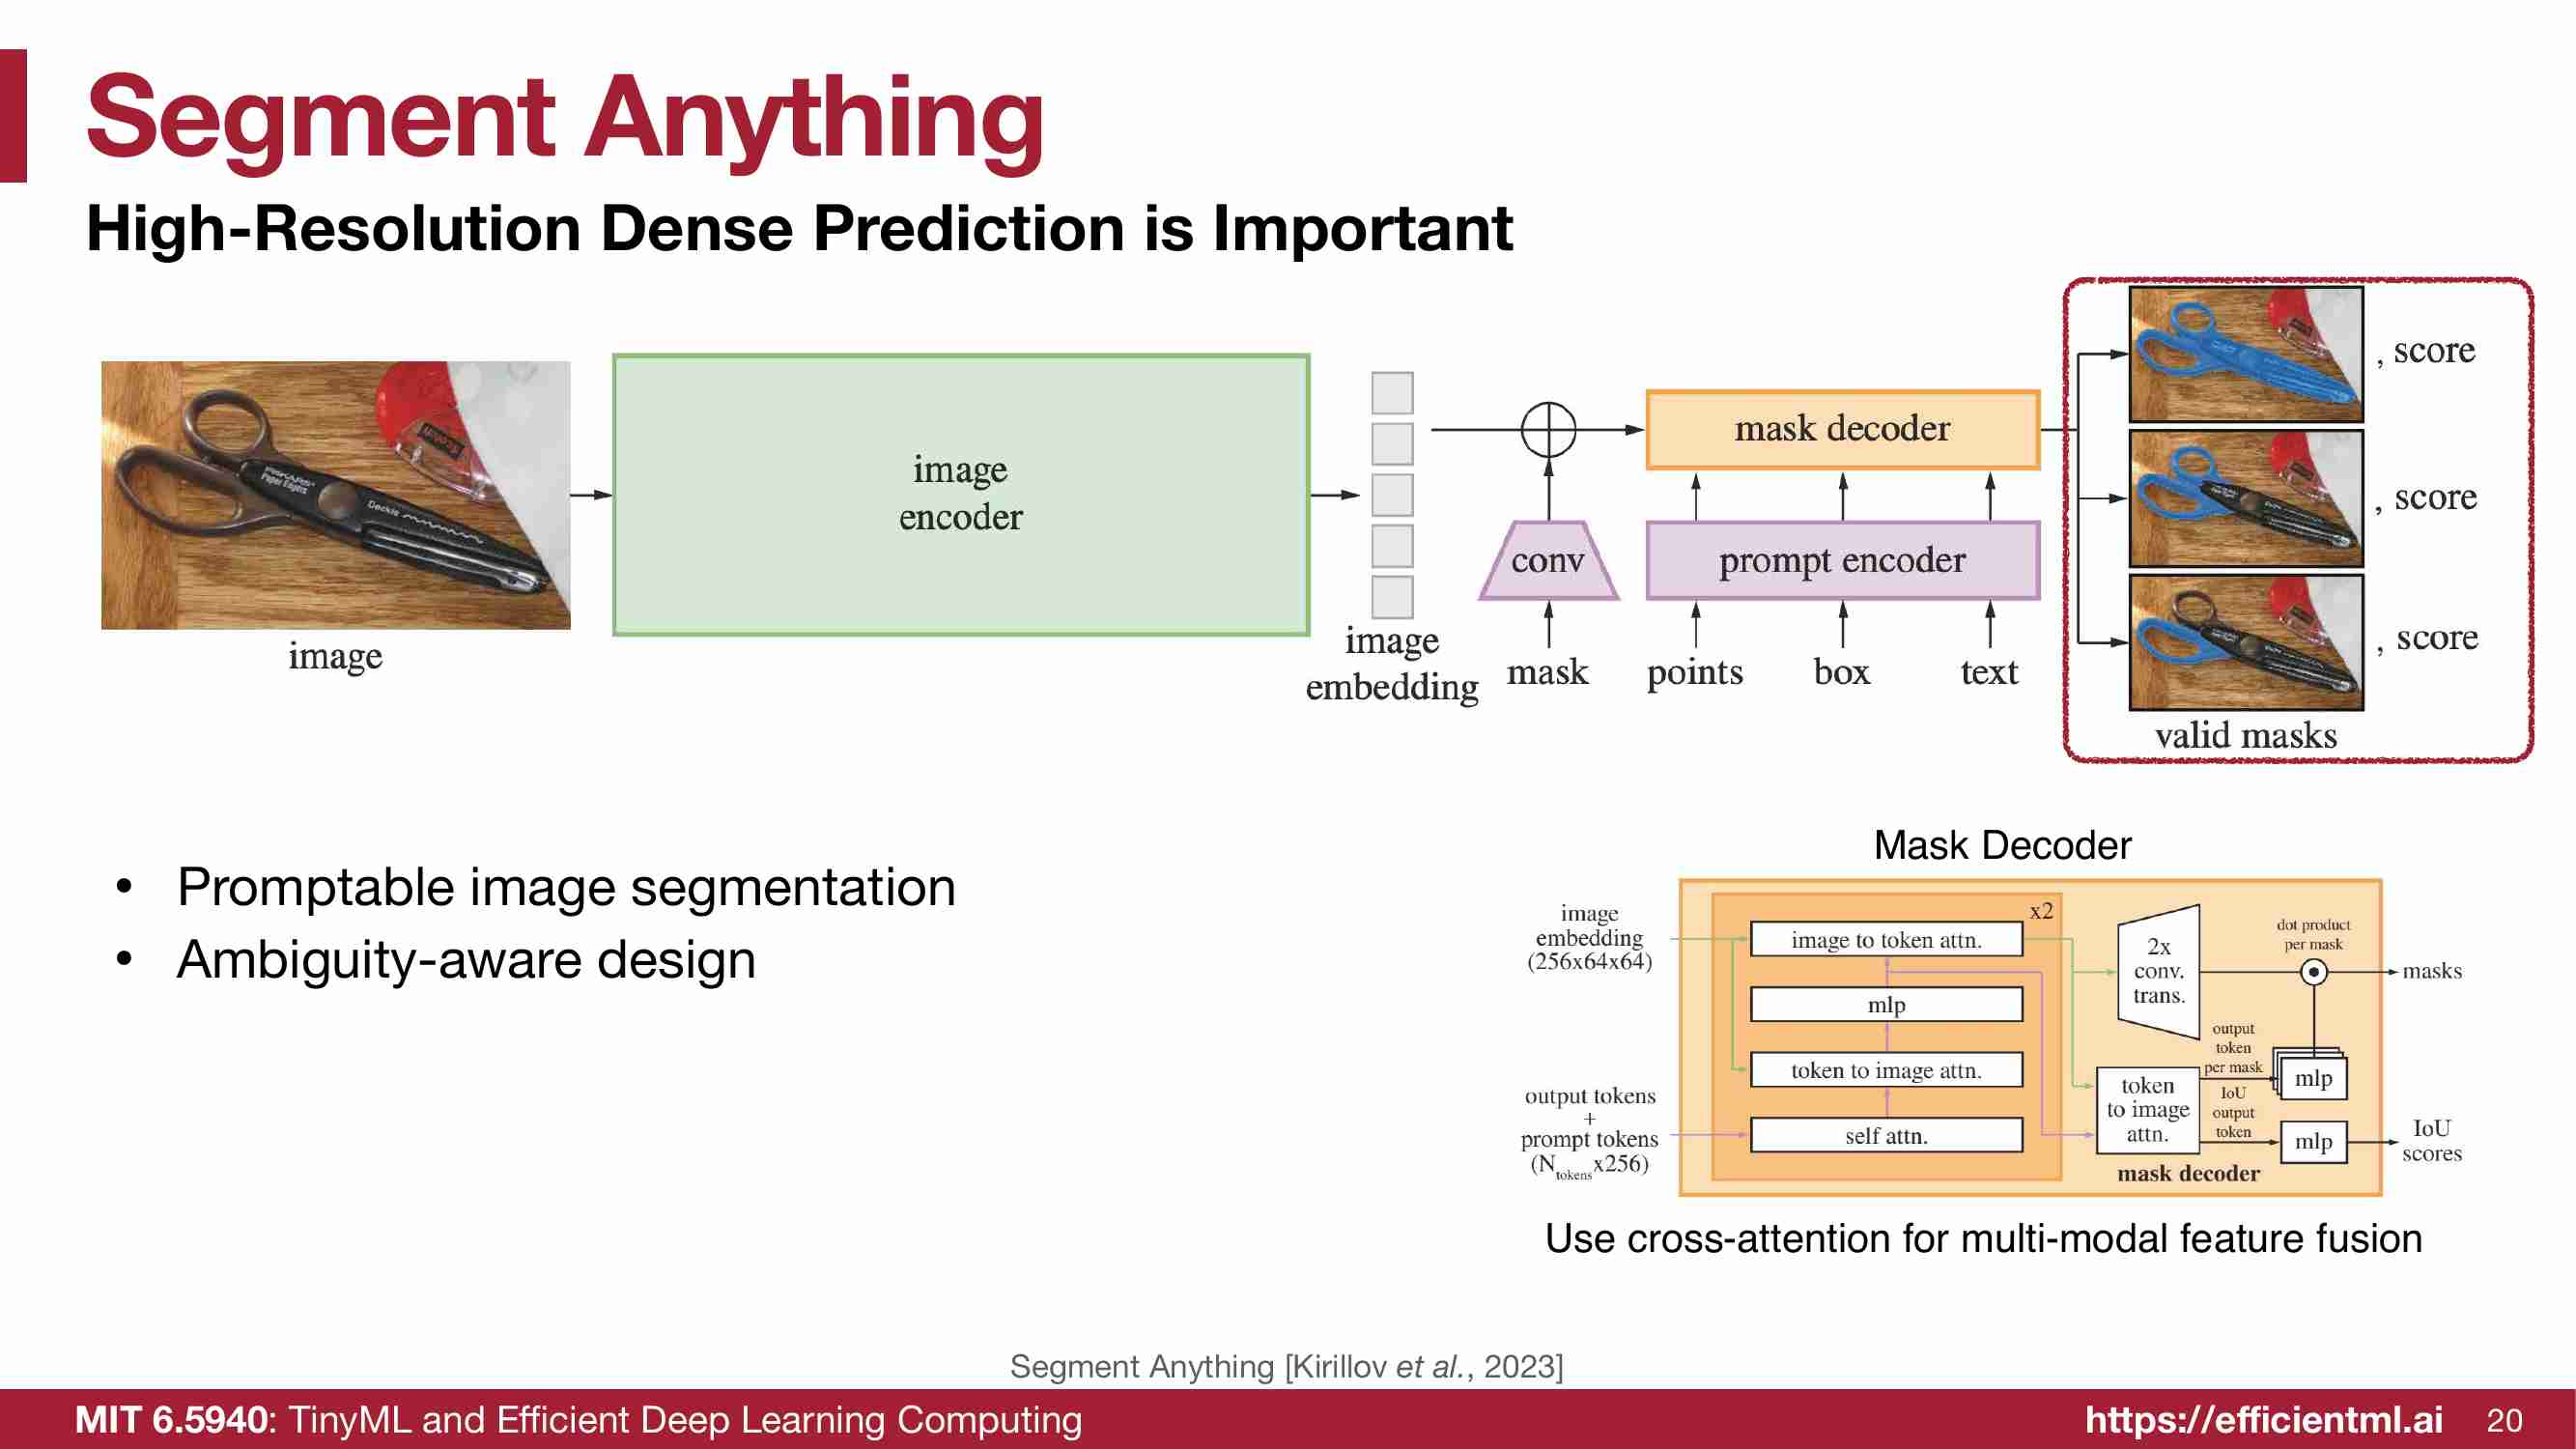 Segment Anything
High-Resolution Dense Prediction is Important
image
image
encoder
image
embedding
mask decoder
conv
prompt encoder
mask
points
box
text
, score
, score
, score
valid masks
• Promptable image segmentation
• Ambiguity-aware design
Mask Decoder
image
embedding
(256x64x64)
output tokens
+
prompt tokens
(Ntokensx256)
x2
image to token attn.
mlp
token to image attn.
self attn.
2x
conv.
trans.
dot product
per mask
masks
output
token
per mask
mlp
token
to image
attn.
IoU
output
token
mlp
IoU
scores
mask decoder
Use cross-attention for multi-modal feature fusion
Segment Anything [Kirillov et al., 2023]
MIT 6.5940: TinyML and Efficient Deep Learning Computing
https://efficientml.ai
20